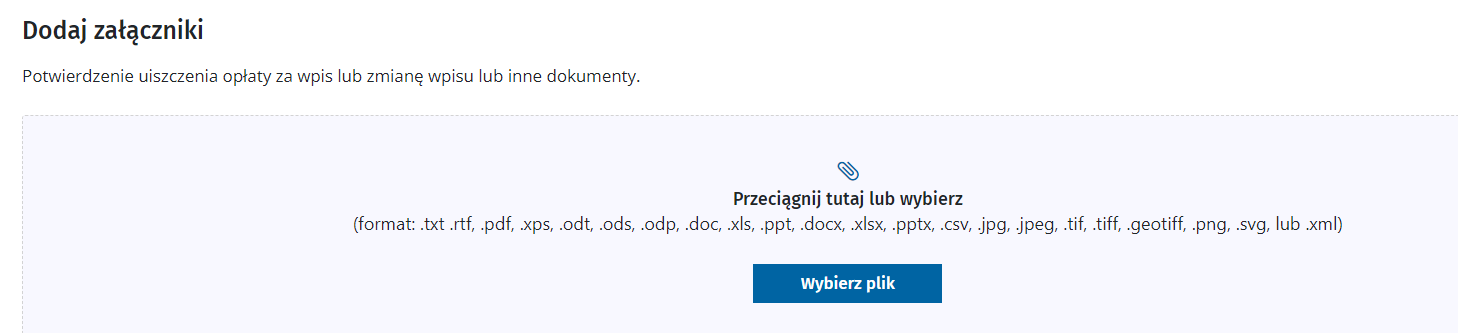 Dodaj załączniki
Potwierdzenie uiszczenia opłaty za wpis lub zmianę wpisu lub inne dokumenty.
Przeciągnij tutaj lub wybierz
(format: .txt .rtf, .pdf, .xps, .odt, .ods, .odp, .doc, .xls, .ppt, .docx, .xlsx, .pptx, .csv, .jpg, .jpeg, .tif, .tiff, .geotiff, .png, .svg, lub .xml)
Wybierz plik